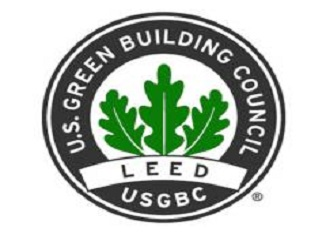 U.S. GREEN BUILDING COUNCIL
LEED
USGBC
®